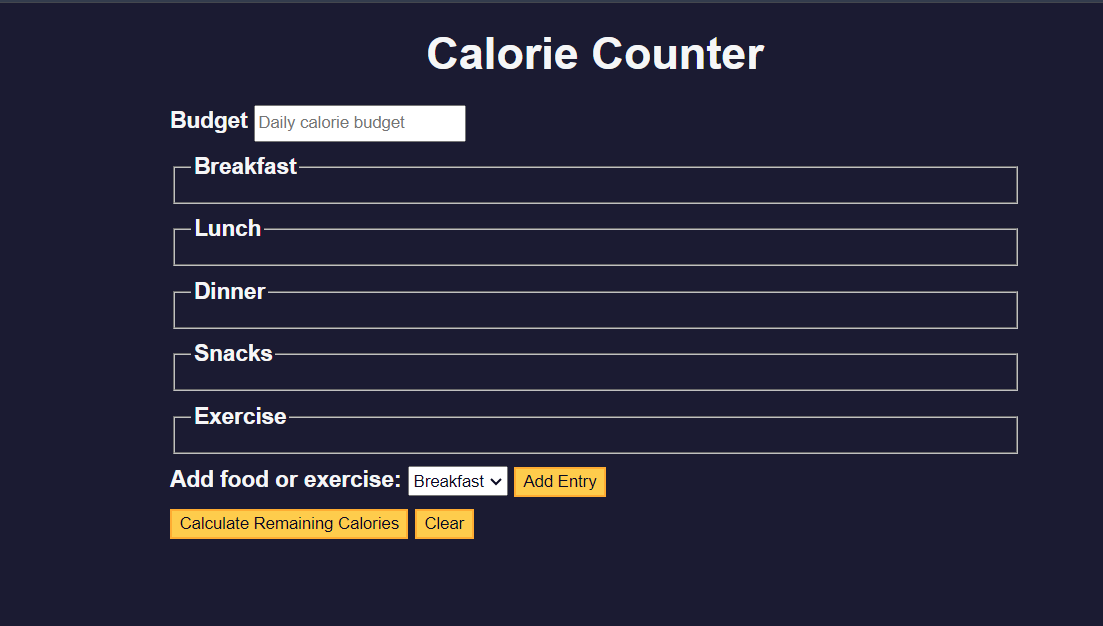 Calorie Counter
Budget Daily calorie budget
Breakfast
Lunch
Dinner
Snacks
Exercise
Add food or exercise: Breakfast Add Entry
Calculate Remaining Calories Clear